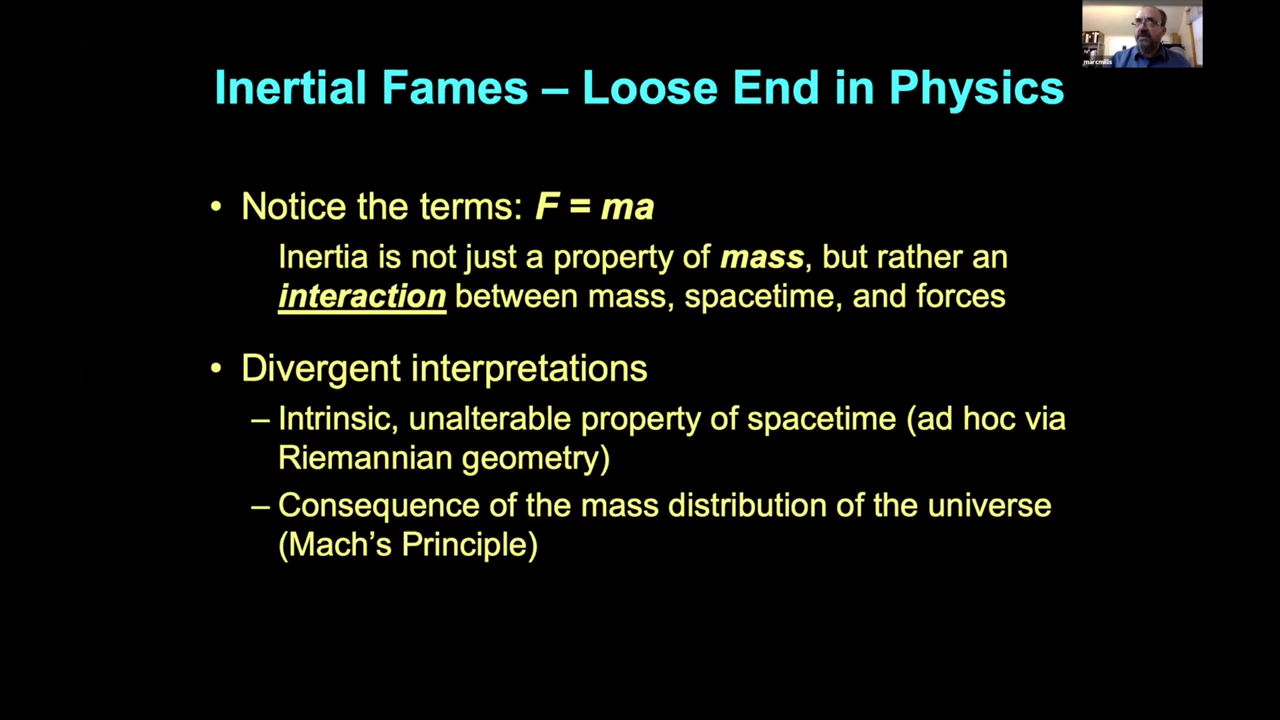 marcmillis
Inertial Fames – Loose End in Physics
• Notice the terms: F = ma
Inertia is not just a property of mass, but rather an
interaction between mass, spacetime, and forces
• Divergent interpretations
– Intrinsic, unalterable property of spacetime (ad hoc via
Riemannian geometry)
– Consequence of the mass distribution of the universe
(Mach’s Principle)